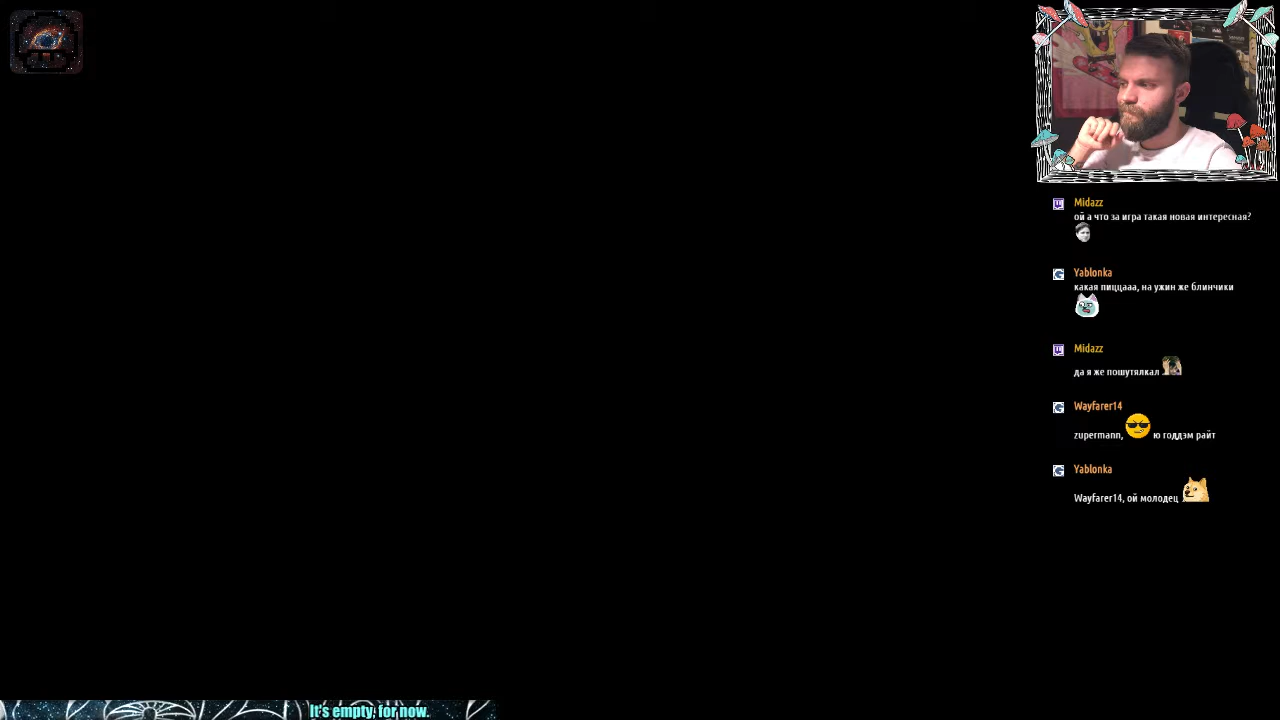 Midazz
ой а что за игра такая новая интересная?
Yablonka
какая пиццааа, на ужин же блинчики
Midazz
да я же пошутялкал
Wayfarer14
zupermann, ю годдэм райт
Yablonka
Wayfarer14, ой молодец
It's empty, for now.